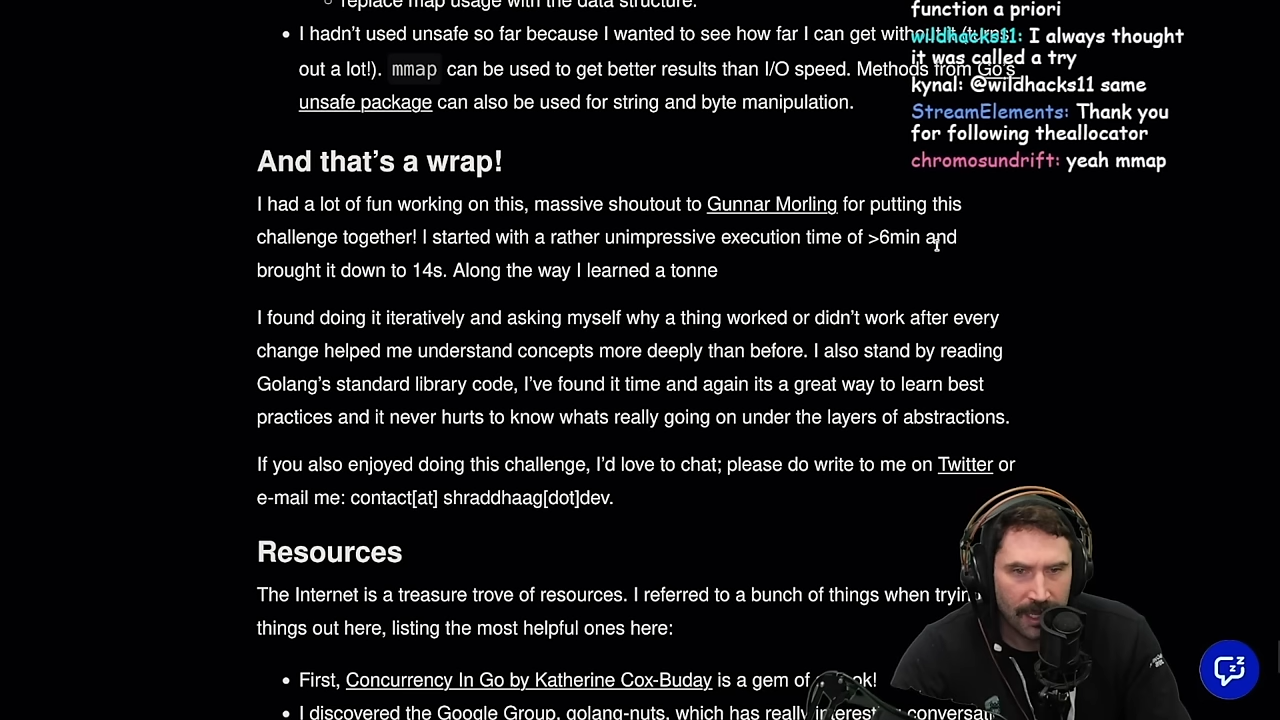 replace map usage with the data structure.
I hadn't used unsafe so far because I wanted to see how far I can get without it (turns
out a lot!). mmap can be used to get better results than I/O speed. Methods from Go's
unsafe package can also be used for string and byte manipulation.
And that's a wrap!
I had a lot of fun working on this, massive shoutout to Gunnar Morling for putting this
challenge together! I started with a rather unimpressive execution time of >6min and
brought it down to 14s. Along the way I learned a tonne
I found doing it iteratively and asking myself why a thing worked or didn't work after every
change helped me understand concepts more deeply than before. I also stand by reading
Golang's standard library code, I've found it time and again its a great way to learn best
practices and it never hurts to know whats really going on under the layers of abstractions.
If you also enjoyed doing this challenge, I'd love to chat; please do write to me on Twitter or
e-mail me: contact[at] shraddhaag[dot]dev.
Resources
The Internet is a treasure trove of resources. I referred to a bunch of things when
things out here, listing the most helpful ones here:
First, Concurrency In Go by Katherine Cox-Buday is a gem of
I discovered the Google Group, golang-nuts, which has really
function a priori
wildhacks11: I always thought
it was called a try
kynal: @wildhacks11 same
StreamElements: Thank you
for following theallocator
chromosundrift: yeah mmap